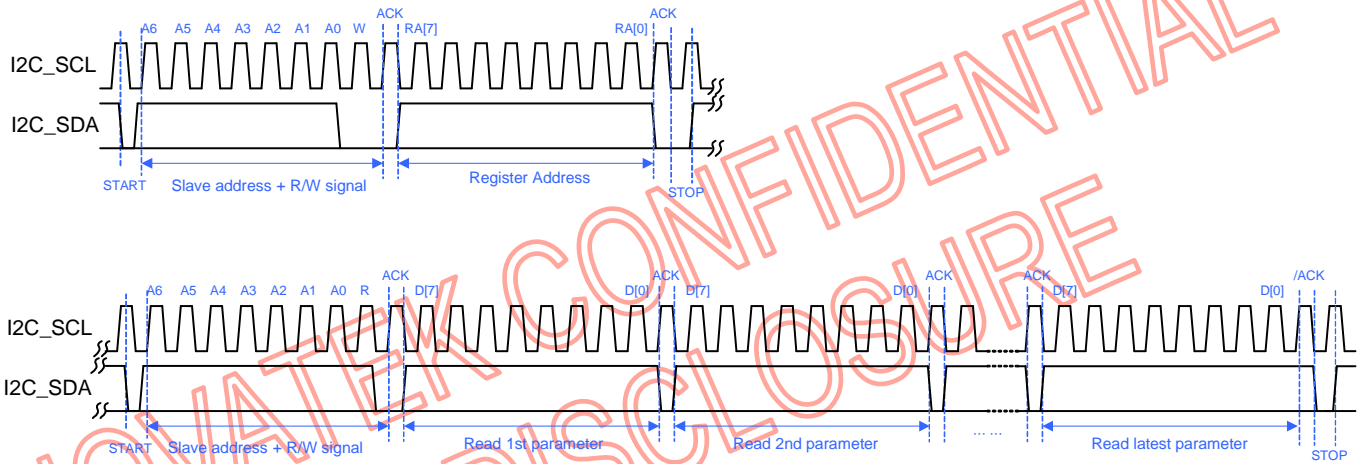 ACK ACK
A6 A5 A4 A3 A2 A1 A0 W RA[7] RA[0]
I2C_SCL
I2C_SDA
START Slave address + R/W signal Register Address STOP
ACK ACK ACK ACK /ACK
A6 A5 A4 A3 A2 A1 A0 R D[7] D[0] D[7] D[0] D[7] D[0]
I2C_SCL
I2C_SDA
START Slave address + R/W signal Read 1st parameter Read 2nd parameter ... ... Read latest parameter STOP
NOVATEK CONFIDENTIAL
DISCLOSURE